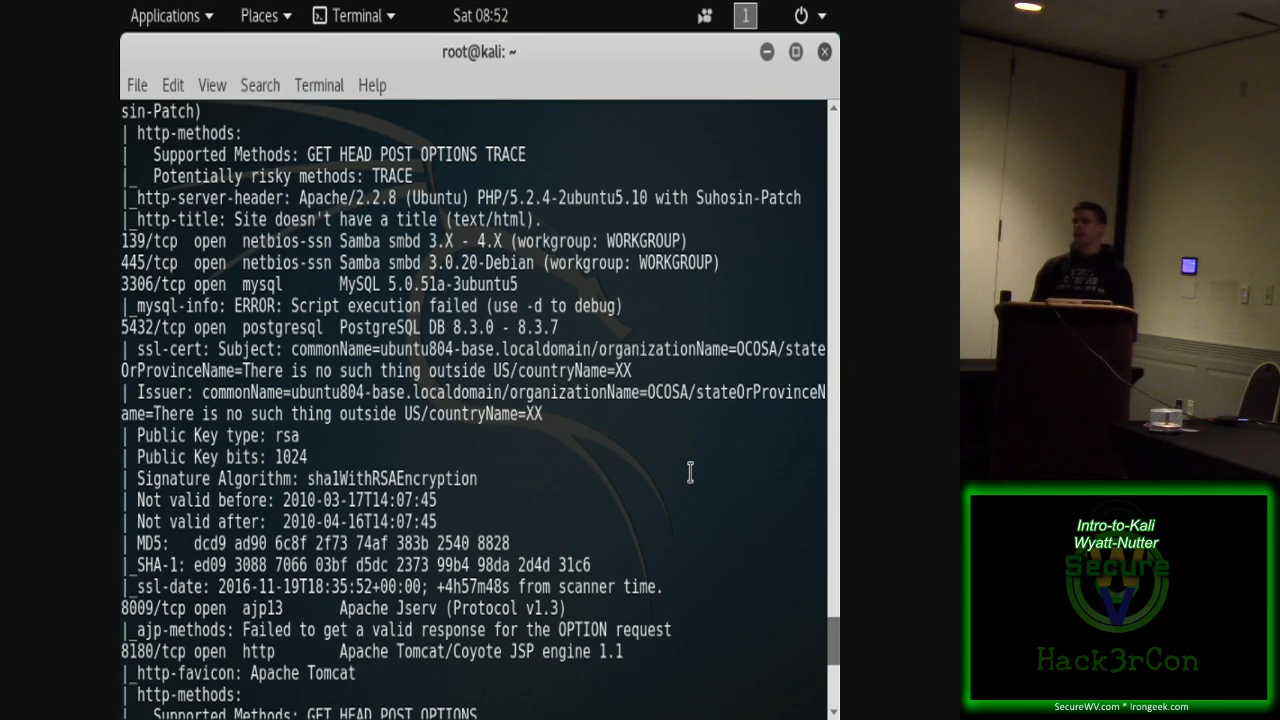 Applications Places Terminal Sat 08:52 1
root@kali: ~
File Edit View Search Terminal Help
sin-Patch)
| http-methods:
|   Supported Methods: GET HEAD POST OPTIONS TRACE
|_  Potentially risky methods: TRACE
|_http-server-header: Apache/2.2.8 (Ubuntu) PHP/5.2.4-2ubuntu5.10 with Suhosin-Patch
|_http-title: Site doesn't have a title (text/html).
139/tcp  open  netbios-ssn Samba smbd 3.X - 4.X (workgroup: WORKGROUP)
445/tcp  open  netbios-ssn Samba smbd 3.0.20-Debian (workgroup: WORKGROUP)
3306/tcp open  mysql       MySQL 5.0.51a-3ubuntu5
|_mysql-info: ERROR: Script execution failed (use -d to debug)
5432/tcp open  postgresql  PostgreSQL DB 8.3.0 - 8.3.7
| ssl-cert: Subject: commonName=ubuntu804-base.localdomain/organizationName=OCOSA/state
OrProvinceName=There is no such thing outside US/countryName=XX
| Issuer: commonName=ubuntu804-base.localdomain/organizationName=OCOSA/stateOrProvinceN
ame=There is no such thing outside US/countryName=XX
| Public Key type: rsa
| Public Key bits: 1024
| Signature Algorithm: sha1WithRSAEncryption
| Not valid before: 2010-03-17T14:07:45
| Not valid after:  2010-04-16T14:07:45
| MD5:   dcd9 ad90 6c8f 2f73 74af 383b 2540 8828
|_SHA-1: ed09 3088 7066 03bf d5dc 2373 99b4 98da 2d4d 31c6
|_ssl-date: 2016-11-19T18:35:52+00:00; +4h57m48s from scanner time.
8009/tcp open  ajp13       Apache Jserv (Protocol v1.3)
|_ajp-methods: Failed to get a valid response for the OPTION request
8180/tcp open  http        Apache Tomcat/Coyote JSP engine 1.1
|_http-favicon: Apache Tomcat
| http-methods:
|   Supported Methods: GET HEAD POST OPTIONS
Intro-to-Kali
Wyatt-Nutter
Secure
WV
Hack3rCon
SecureWV.com * Irongeek.com